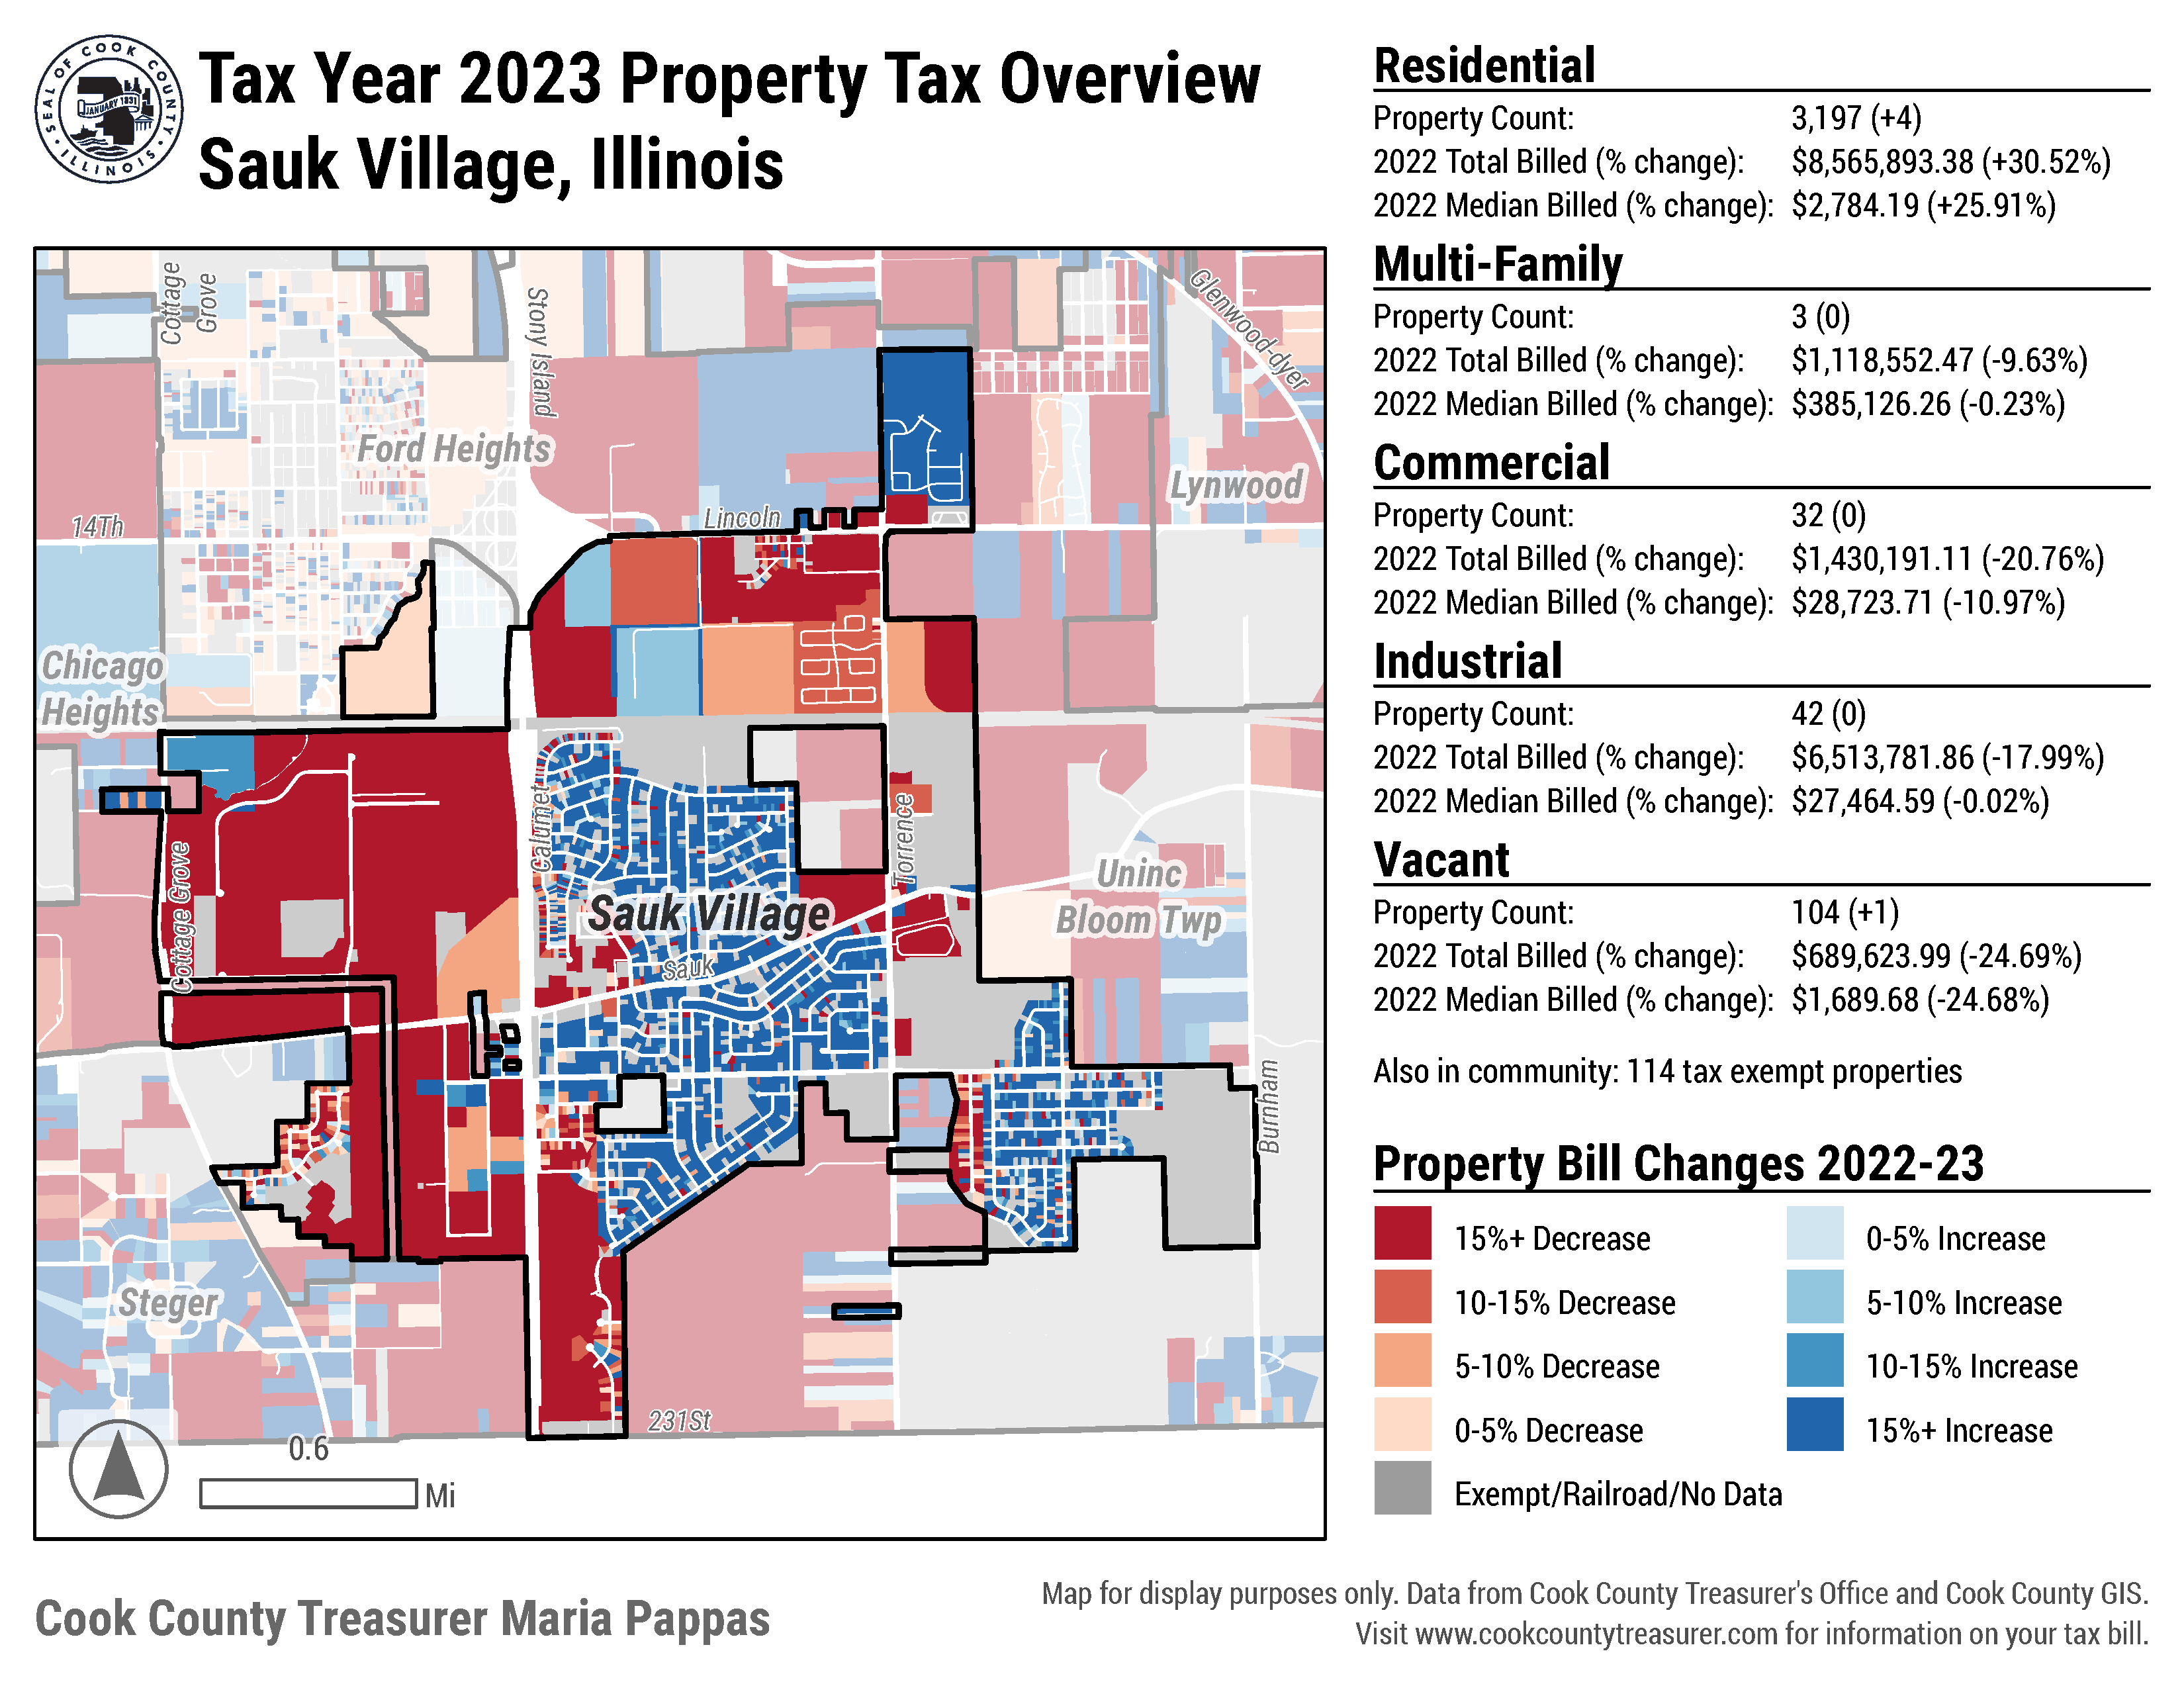 SEAL OF COOK COUNTY
• ILLINOIS •
JANUARY 1831
Tax Year 2023 Property Tax Overview
Sauk Village, Illinois
Residential
Property Count: 3,197 (+4)
2022 Total Billed (% change): $8,565,893.38 (+30.52%)
2022 Median Billed (% change): $2,784.19 (+25.91%)
Multi-Family
Property Count: 3 (0)
2022 Total Billed (% change): $1,118,552.47 (-9.63%)
2022 Median Billed (% change): $385,126.26 (-0.23%)
Commercial
Property Count: 32 (0)
2022 Total Billed (% change): $1,430,191.11 (-20.76%)
2022 Median Billed (% change): $28,723.71 (-10.97%)
Industrial
Property Count: 42 (0)
2022 Total Billed (% change): $6,513,781.86 (-17.99%)
2022 Median Billed (% change): $27,464.59 (-0.02%)
Vacant
Property Count: 104 (+1)
2022 Total Billed (% change): $689,623.99 (-24.69%)
2022 Median Billed (% change): $1,689.68 (-24.68%)
Also in community: 114 tax exempt properties
Property Bill Changes 2022-23
15%+ Decrease
0-5% Increase
10-15% Decrease
5-10% Increase
5-10% Decrease
10-15% Increase
0-5% Decrease
15%+ Increase
Exempt/Railroad/No Data
Cottage
Grove
Stony Island
Glenwood-dyer
Ford Heights
Lynwood
14Th
Lincoln
Chicago
Heights
Calumet
Torrence
Cottage Grove
Uninc
Bloom Twp
Sauk Village
Sauk
Burnham
Steger
231St
0.6
Mi
Cook County Treasurer Maria Pappas
Map for display purposes only. Data from Cook County Treasurer's Office and Cook County GIS.
Visit www.cookcountytreasurer.com for information on your tax bill.